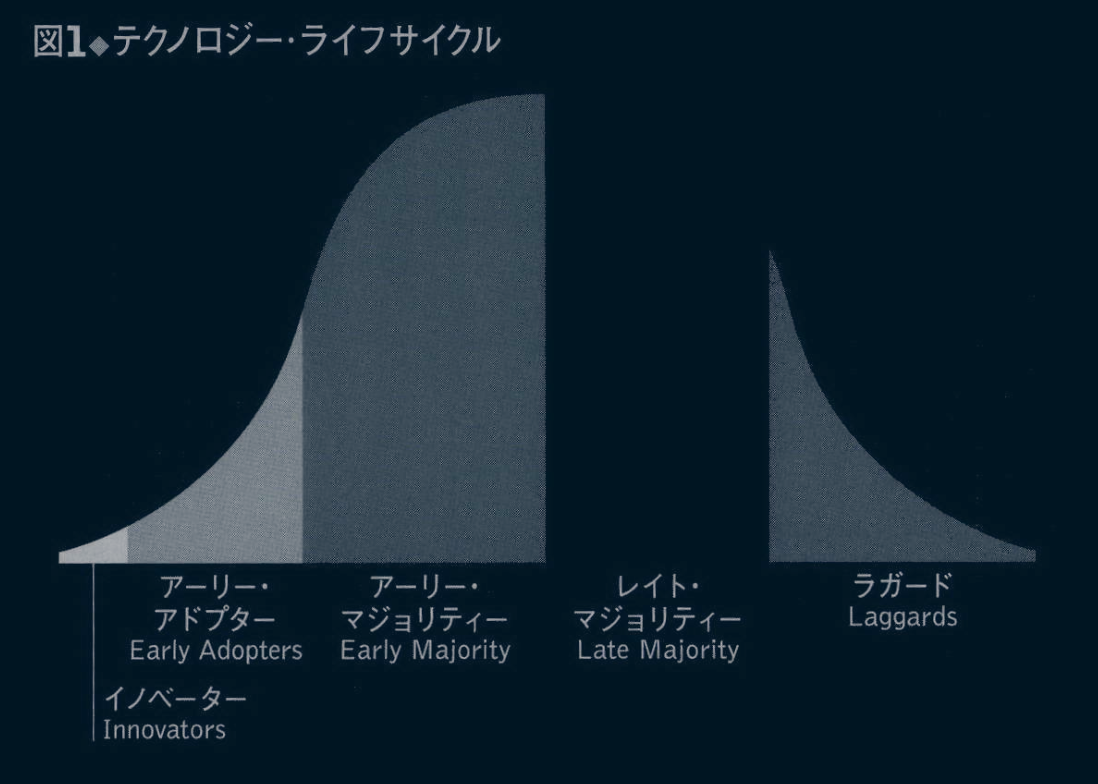 図1◆テクノロジー・ライフサイクル
アーリー・
アドプター
Early Adopters
アーリー・
マジョリティー
Early Majority
レイト・
マジョリティー
Late Majority
ラガード
Laggards
イノベーター
Innovators